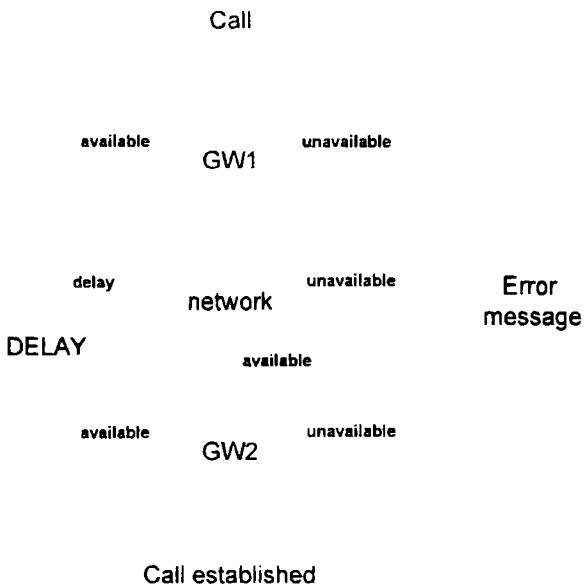 Call
available
unavailable
GW1
delay
unavailable
network
Error
message
DELAY
available
available
unavailable
GW2
Call established